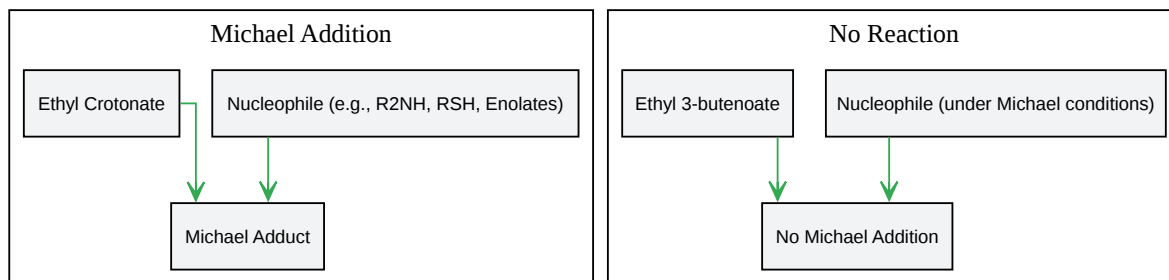 Michael Addition
Ethyl Crotonate
Nucleophile (e.g., R2NH, RSH, Enolates)
Michael Adduct
No Reaction
Ethyl 3-butenoate
Nucleophile (under Michael conditions)
No Michael Addition